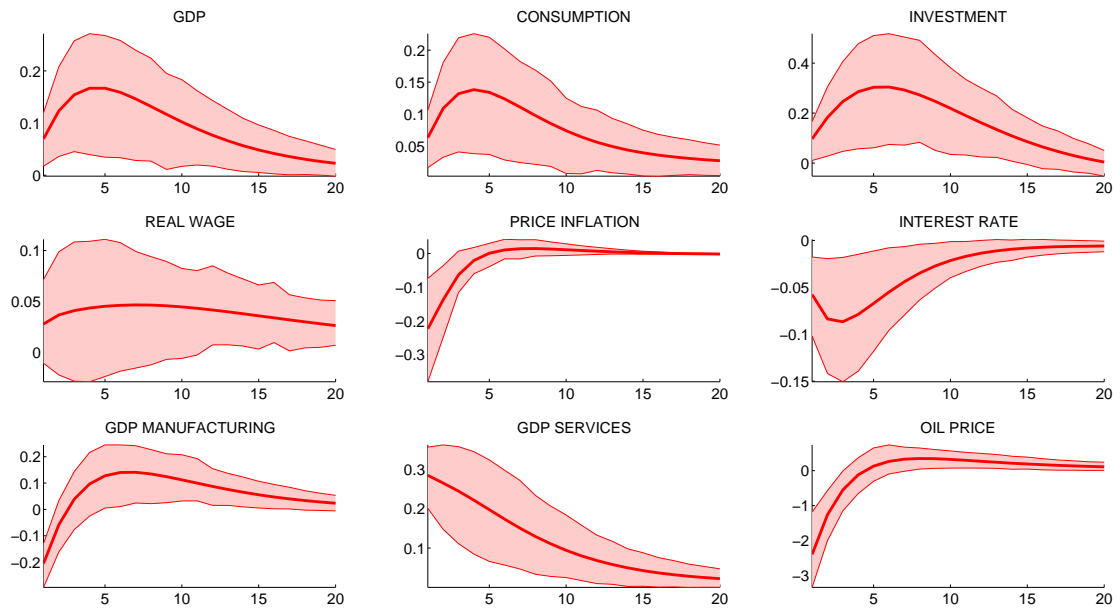 GDP
0.2
0.1
0
5 10 15 20
CONSUMPTION
0.2
0.15
0.1
0.05
5 10 15 20
INVESTMENT
0.4
0.2
0
5 10 15 20
REAL WAGE
0.1
0.05
0
5 10 15 20
PRICE INFLATION
0
−0.1
−0.2
−0.3
5 10 15 20
INTEREST RATE
0
−0.05
−0.1
−0.15
5 10 15 20
GDP MANUFACTURING
0.2
0.1
0
−0.1
−0.2
5 10 15 20
GDP SERVICES
0.3
0.2
0.1
5 10 15 20
OIL PRICE
0
−1
−2
−3
5 10 15 20